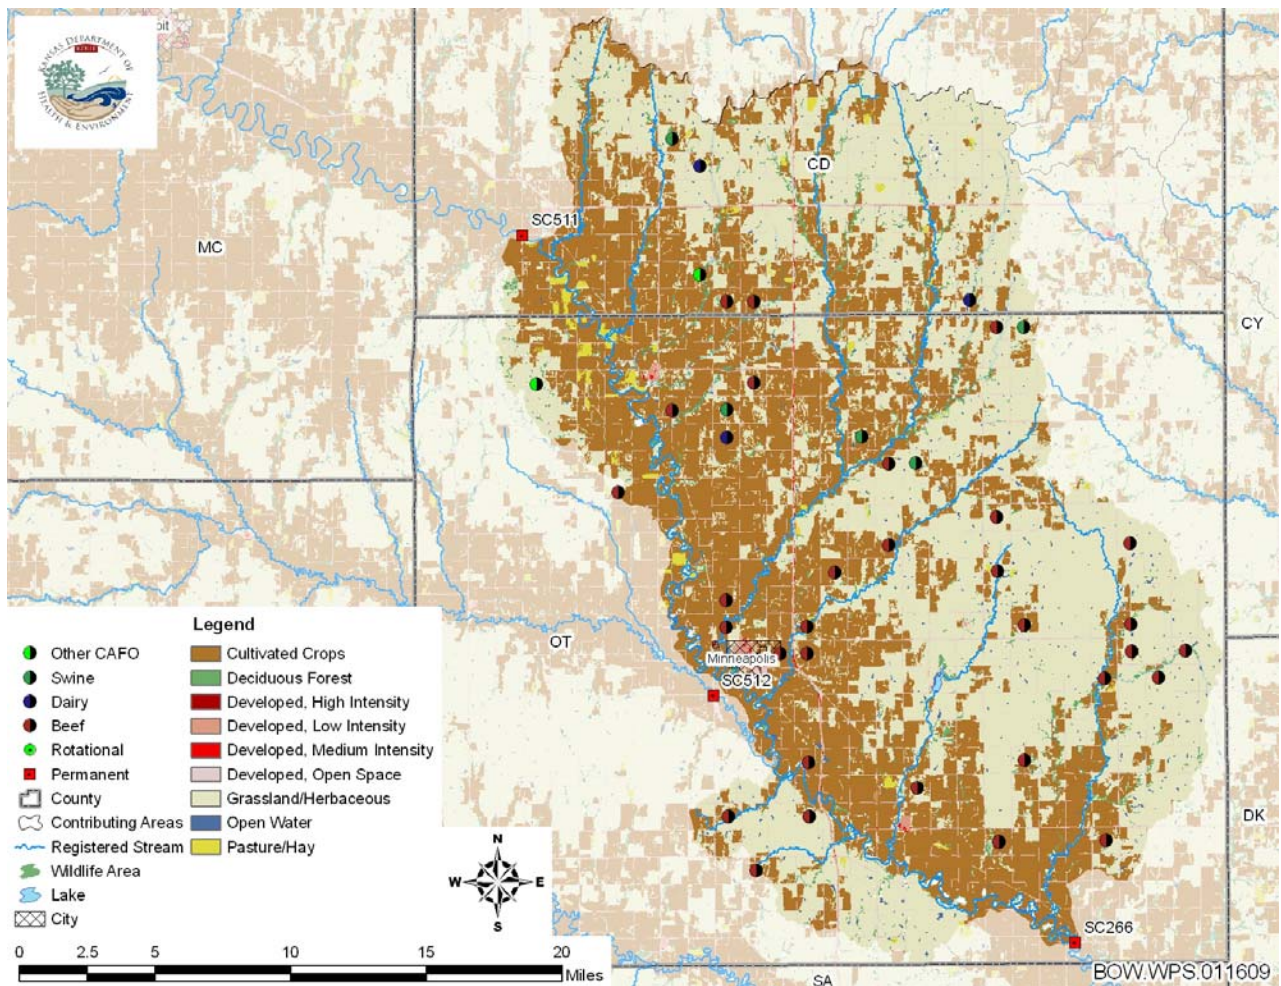 bit
KANSAS DEPARTMENT OF
HEALTH & ENVIRONMENT
CD
SC511
MC
CY
OT
Minneapolis
SC512
DK
SC266
SA
BOW.WPS.011609
Legend
Other CAFO
Swine
Dairy
Beef
Rotational
Permanent
County
Contributing Areas
Registered Stream
Wildlife Area
Lake
City
Cultivated Crops
Deciduous Forest
Developed, High Intensity
Developed, Low Intensity
Developed, Medium Intensity
Developed, Open Space
Grassland/Herbaceous
Open Water
Pasture/Hay
N
W E
S
0 2.5 5 10 15 20
Miles